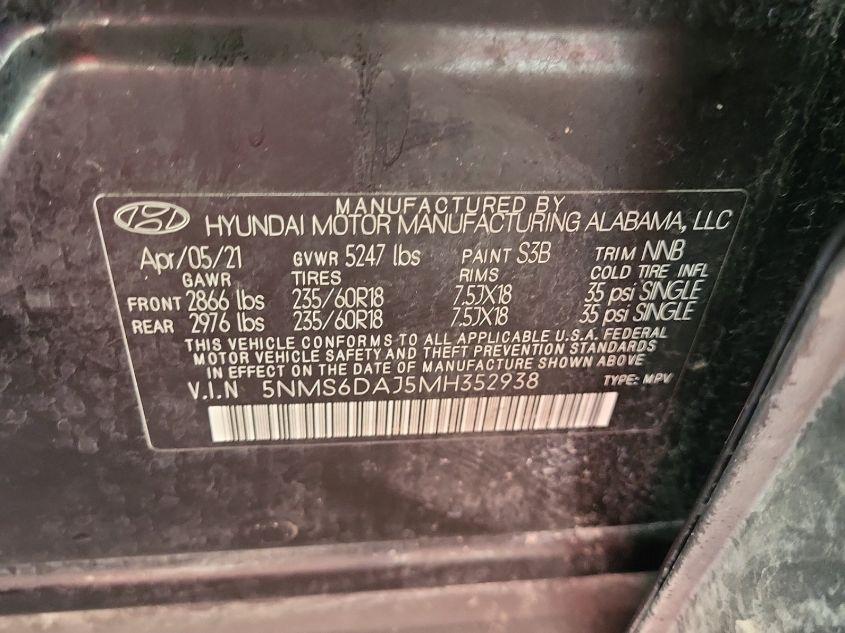 MANUFACTURED BY
HYUNDAI MOTOR MANUFACTURING ALABAMA, LLC
Apr/05/21 GVWR 5247 lbs PAINT S3B TRIM NNB
GAWR TIRES RIMS COLD TIRE INFL
FRONT 2866 lbs 235/60R18 7.5JX18 35 psi SINGLE
REAR 2976 lbs 235/60R18 7.5JX18 35 psi SINGLE
THIS VEHICLE CONFORMS TO ALL APPLICABLE U.S.A. FEDERAL
MOTOR VEHICLE SAFETY AND THEFT PREVENTION STANDARDS
IN EFFECT ON THE DATE OF MANUFACTURE SHOWN ABOVE
V.I.N 5NMS6DAJ5MH352938 TYPE: MPV